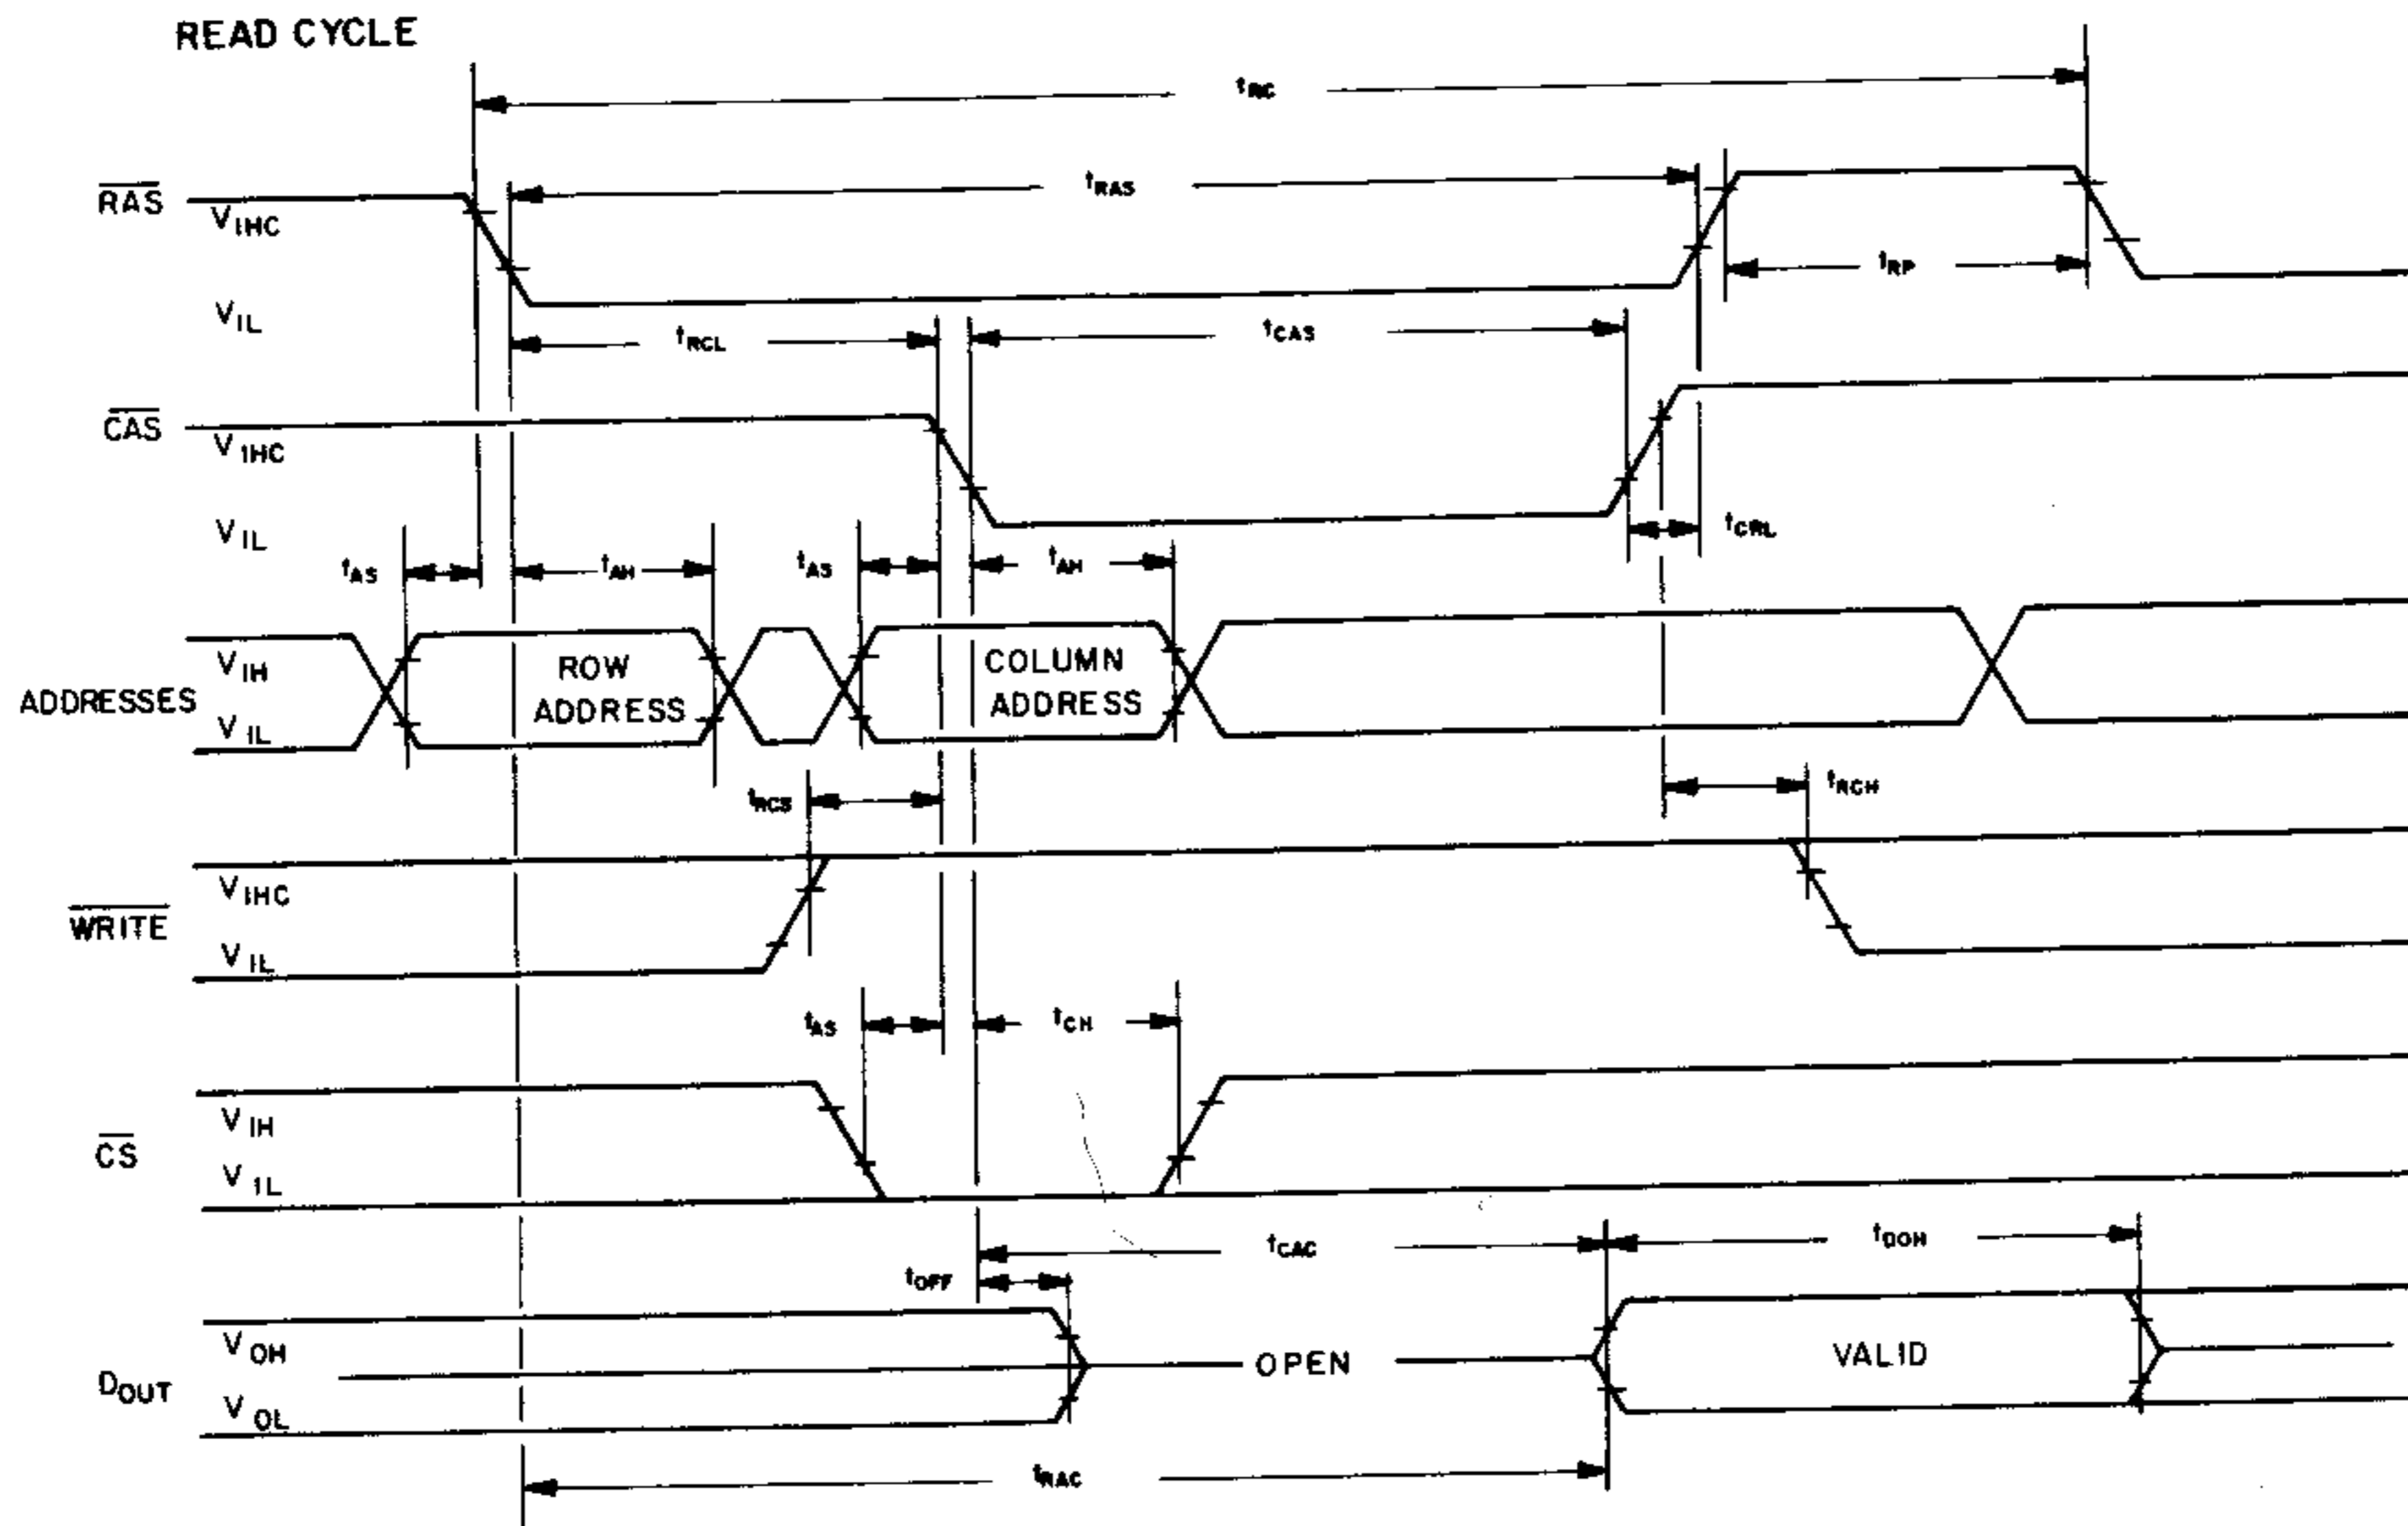 READ CYCLE
tRC
RAS
VIHC
tRAS
VIL
tRP
tRCL
tCAS
CAS
VIHC
VIL
tCRL
tAS
tAH
tAS
tAH
ADDRESSES
VIH
VIL
ROW
ADDRESS
COLUMN
ADDRESS
tRCS
tRCH
WRITE
VIHC
VIL
tAS
tCH
CS
VIH
VIL
tCAC
tDOH
tOFF
DOUT
VOH
VOL
OPEN
VALID
tRAC